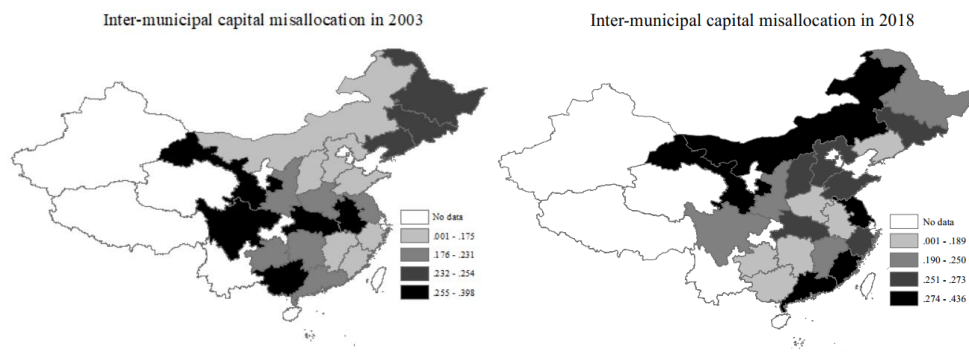 Inter-municipal capital misallocation in 2003
No data
.001 - .175
.176 - .231
.232 - .254
.255 - .398
Inter-municipal capital misallocation in 2018
No data
.001 - .189
.190 - .250
.251 - .273
.274 - .436